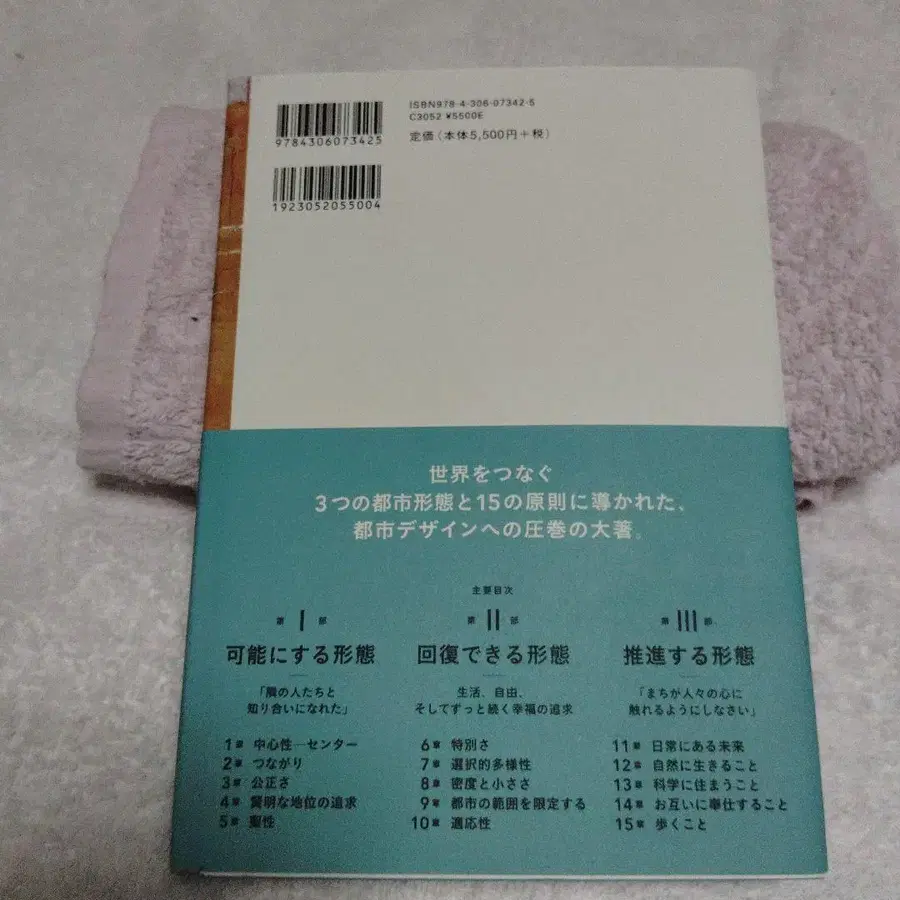 ISBN978-4-306-07342-5
C3052 ¥5500E
定価(本体5,500円+税)
9784306073425
1923052055004
世界をつなぐ
3つの都市形態と15の原則に導かれた、
都市デザインへの圧巻の大著。
主要目次
第I部
可能にする形態
「隣の人たちと
知り合いになれた」
1章 中心性—センター
2章 つながり
3章 公正さ
4章 賢明な地位の追求
5章 聖性
第II部
回復できる形態
生活、自由、
そしてずっと続く幸福の追求
6章 特別さ
7章 選択的多様性
8章 密度と小ささ
9章 都市の範囲を限定する
10章 適応性
第III部
推進する形態
「まちが人々の心に
触れるようにしなさい」
11章 日常にある未来
12章 自然に生きること
13章 科学に住まうこと
14章 お互いに奉仕すること
15章 歩くこと